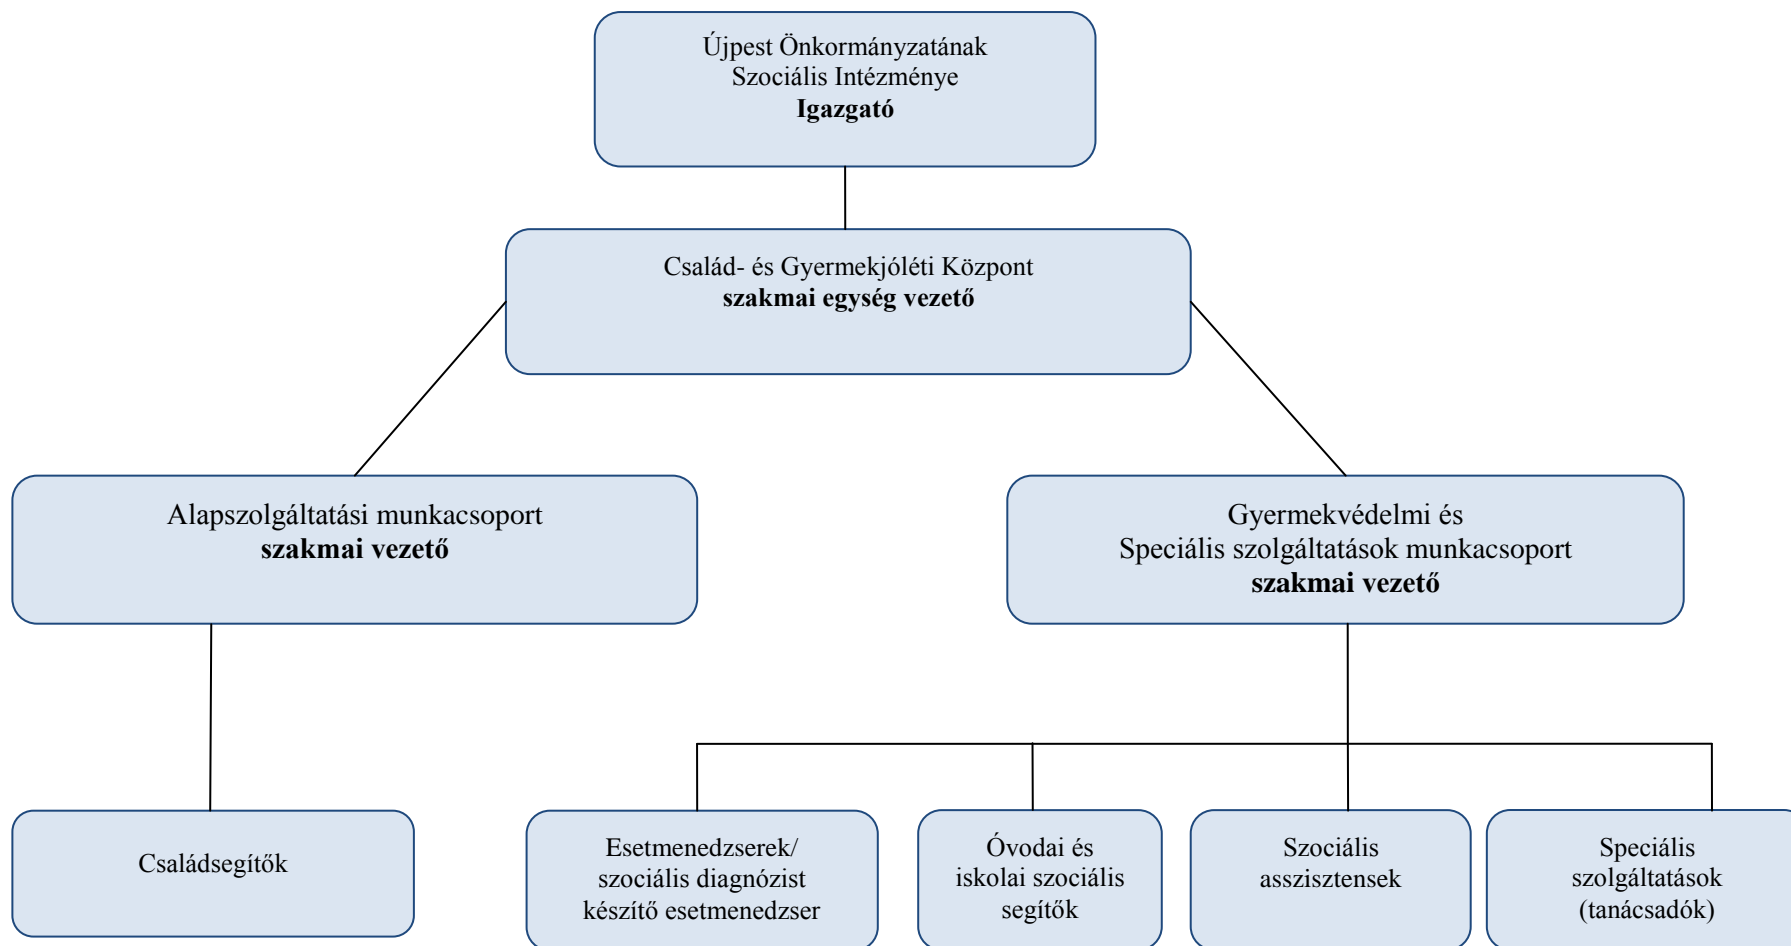 Újpest Önkormányzatának
Szociális Intézménye
Igazgató
Család- és Gyermekjóléti Központ
szakmai egység vezető
Alapszolgáltatási munkacsoport
szakmai vezető
Gyermekvédelmi és
Speciális szolgáltatások munkacsoport
szakmai vezető
Családsegítők
Esetmenedzserek/
szociális diagnózist
készítő esetmenedzser
Óvodai és
iskolai szociális
segítők
Szociális
asszisztensek
Speciális
szolgáltatások
(tanácsadók)